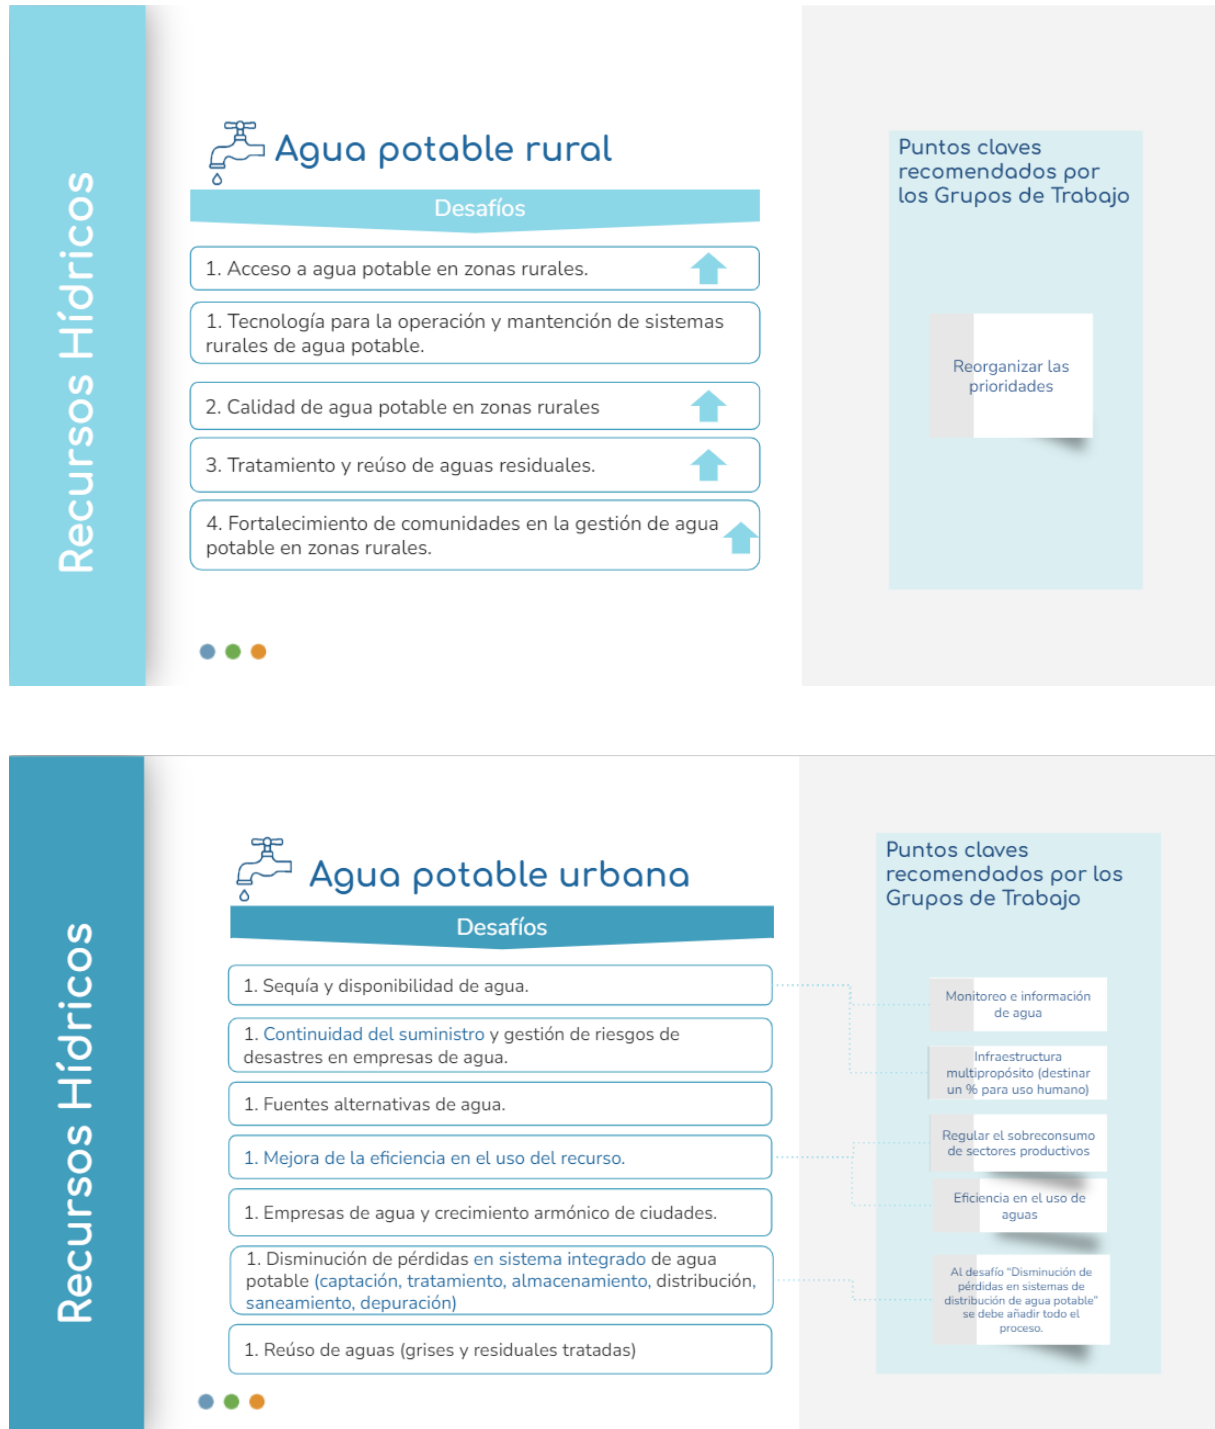 Recursos Hídricos
Agua potable rural
Desafíos
1. Acceso a agua potable en zonas rurales.
1. Tecnología para la operación y mantención de sistemas
rurales de agua potable.
2. Calidad de agua potable en zonas rurales
3. Tratamiento y reúso de aguas residuales.
4. Fortalecimiento de comunidades en la gestión de agua
potable en zonas rurales.
Puntos claves
recomendados por
los Grupos de Trabajo
Reorganizar las
prioridades
Recursos Hídricos
Agua potable urbana
Desafíos
1. Sequía y disponibilidad de agua.
1. Continuidad del suministro y gestión de riesgos de
desastres en empresas de agua.
1. Fuentes alternativas de agua.
1. Mejora de la eficiencia en el uso del recurso.
1. Empresas de agua y crecimiento armónico de ciudades.
1. Disminución de pérdidas en sistema integrado de agua
potable (captación, tratamiento, almacenamiento, distribución,
saneamiento, depuración)
1. Reúso de aguas (grises y residuales tratadas)
Puntos claves
recomendados por los
Grupos de Trabajo
Monitoreo e información
de agua
Infraestructura
multipropósito (destinar
un % para uso humano)
Regular el sobreconsumo
de sectores productivos
Eficiencia en el uso de
aguas
Al desafío "Disminución de
pérdidas en sistemas de
distribución de agua potable"
se debe añadir todo el
proceso.